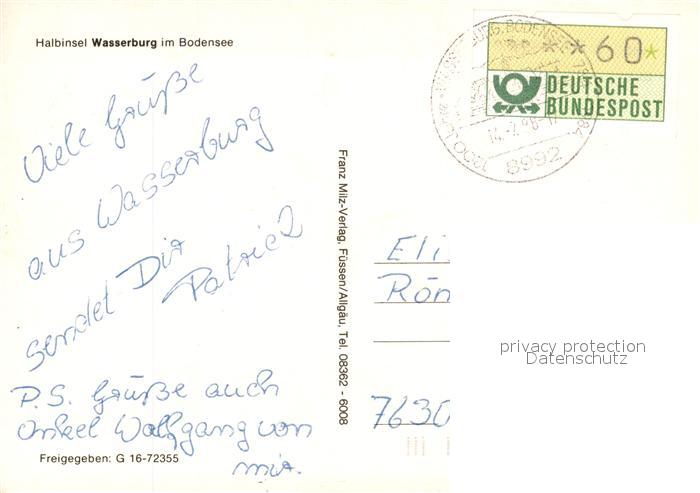 Halbinsel Wasserburg im Bodensee
**60*
DEUTSCHE
BUNDESPOST
8992
Viele Grüße
aus Wasserburg
sendet Dir
Patrick
P.S. Grüße auch
Onkel Wolfgang von
mir.
Freigegeben: G 16-72355
Franz Milz-Verlag, Füssen/Allgäu, Tel. 08362 - 6008
Eli
Rön
7630
privacy protection
Datenschutz